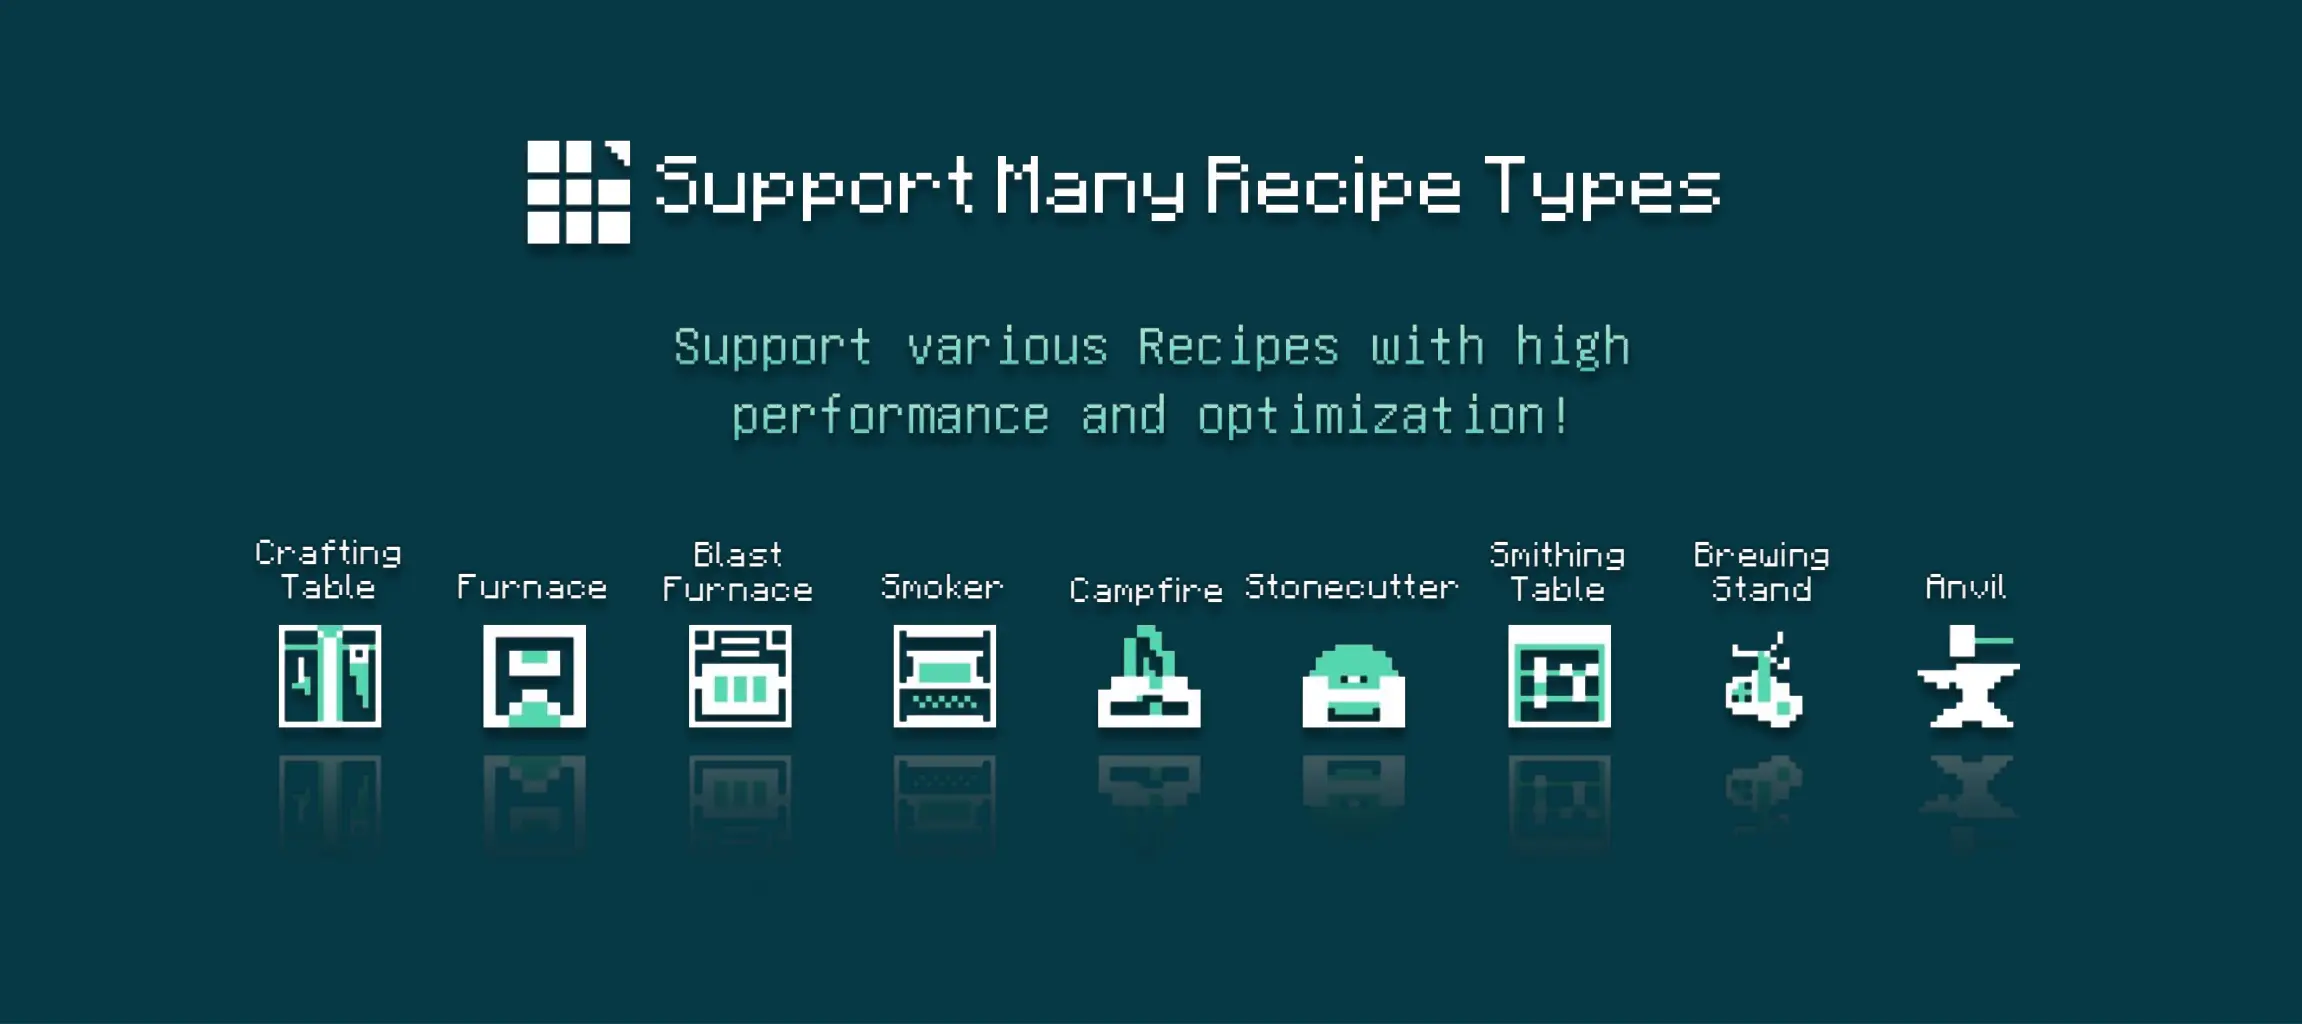 Support Many Recipe Types
Support various Recipes with high
performance and optimization!
Crafting
Table
Furnace
Blast
Furnace
Smoker
Campfire
Stonecutter
Smithing
Table
Brewing
Stand
Anvil